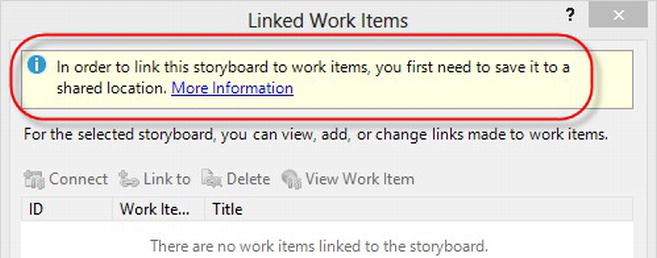 Linked Work Items
?
In order to link this storyboard to work items, you first need to save it to a
shared location. More Information
For the selected storyboard, you can view, add, or change links made to work items.
Connect Link to Delete View Work Item
ID Work Ite... Title
There are no work items linked to the storyboard.